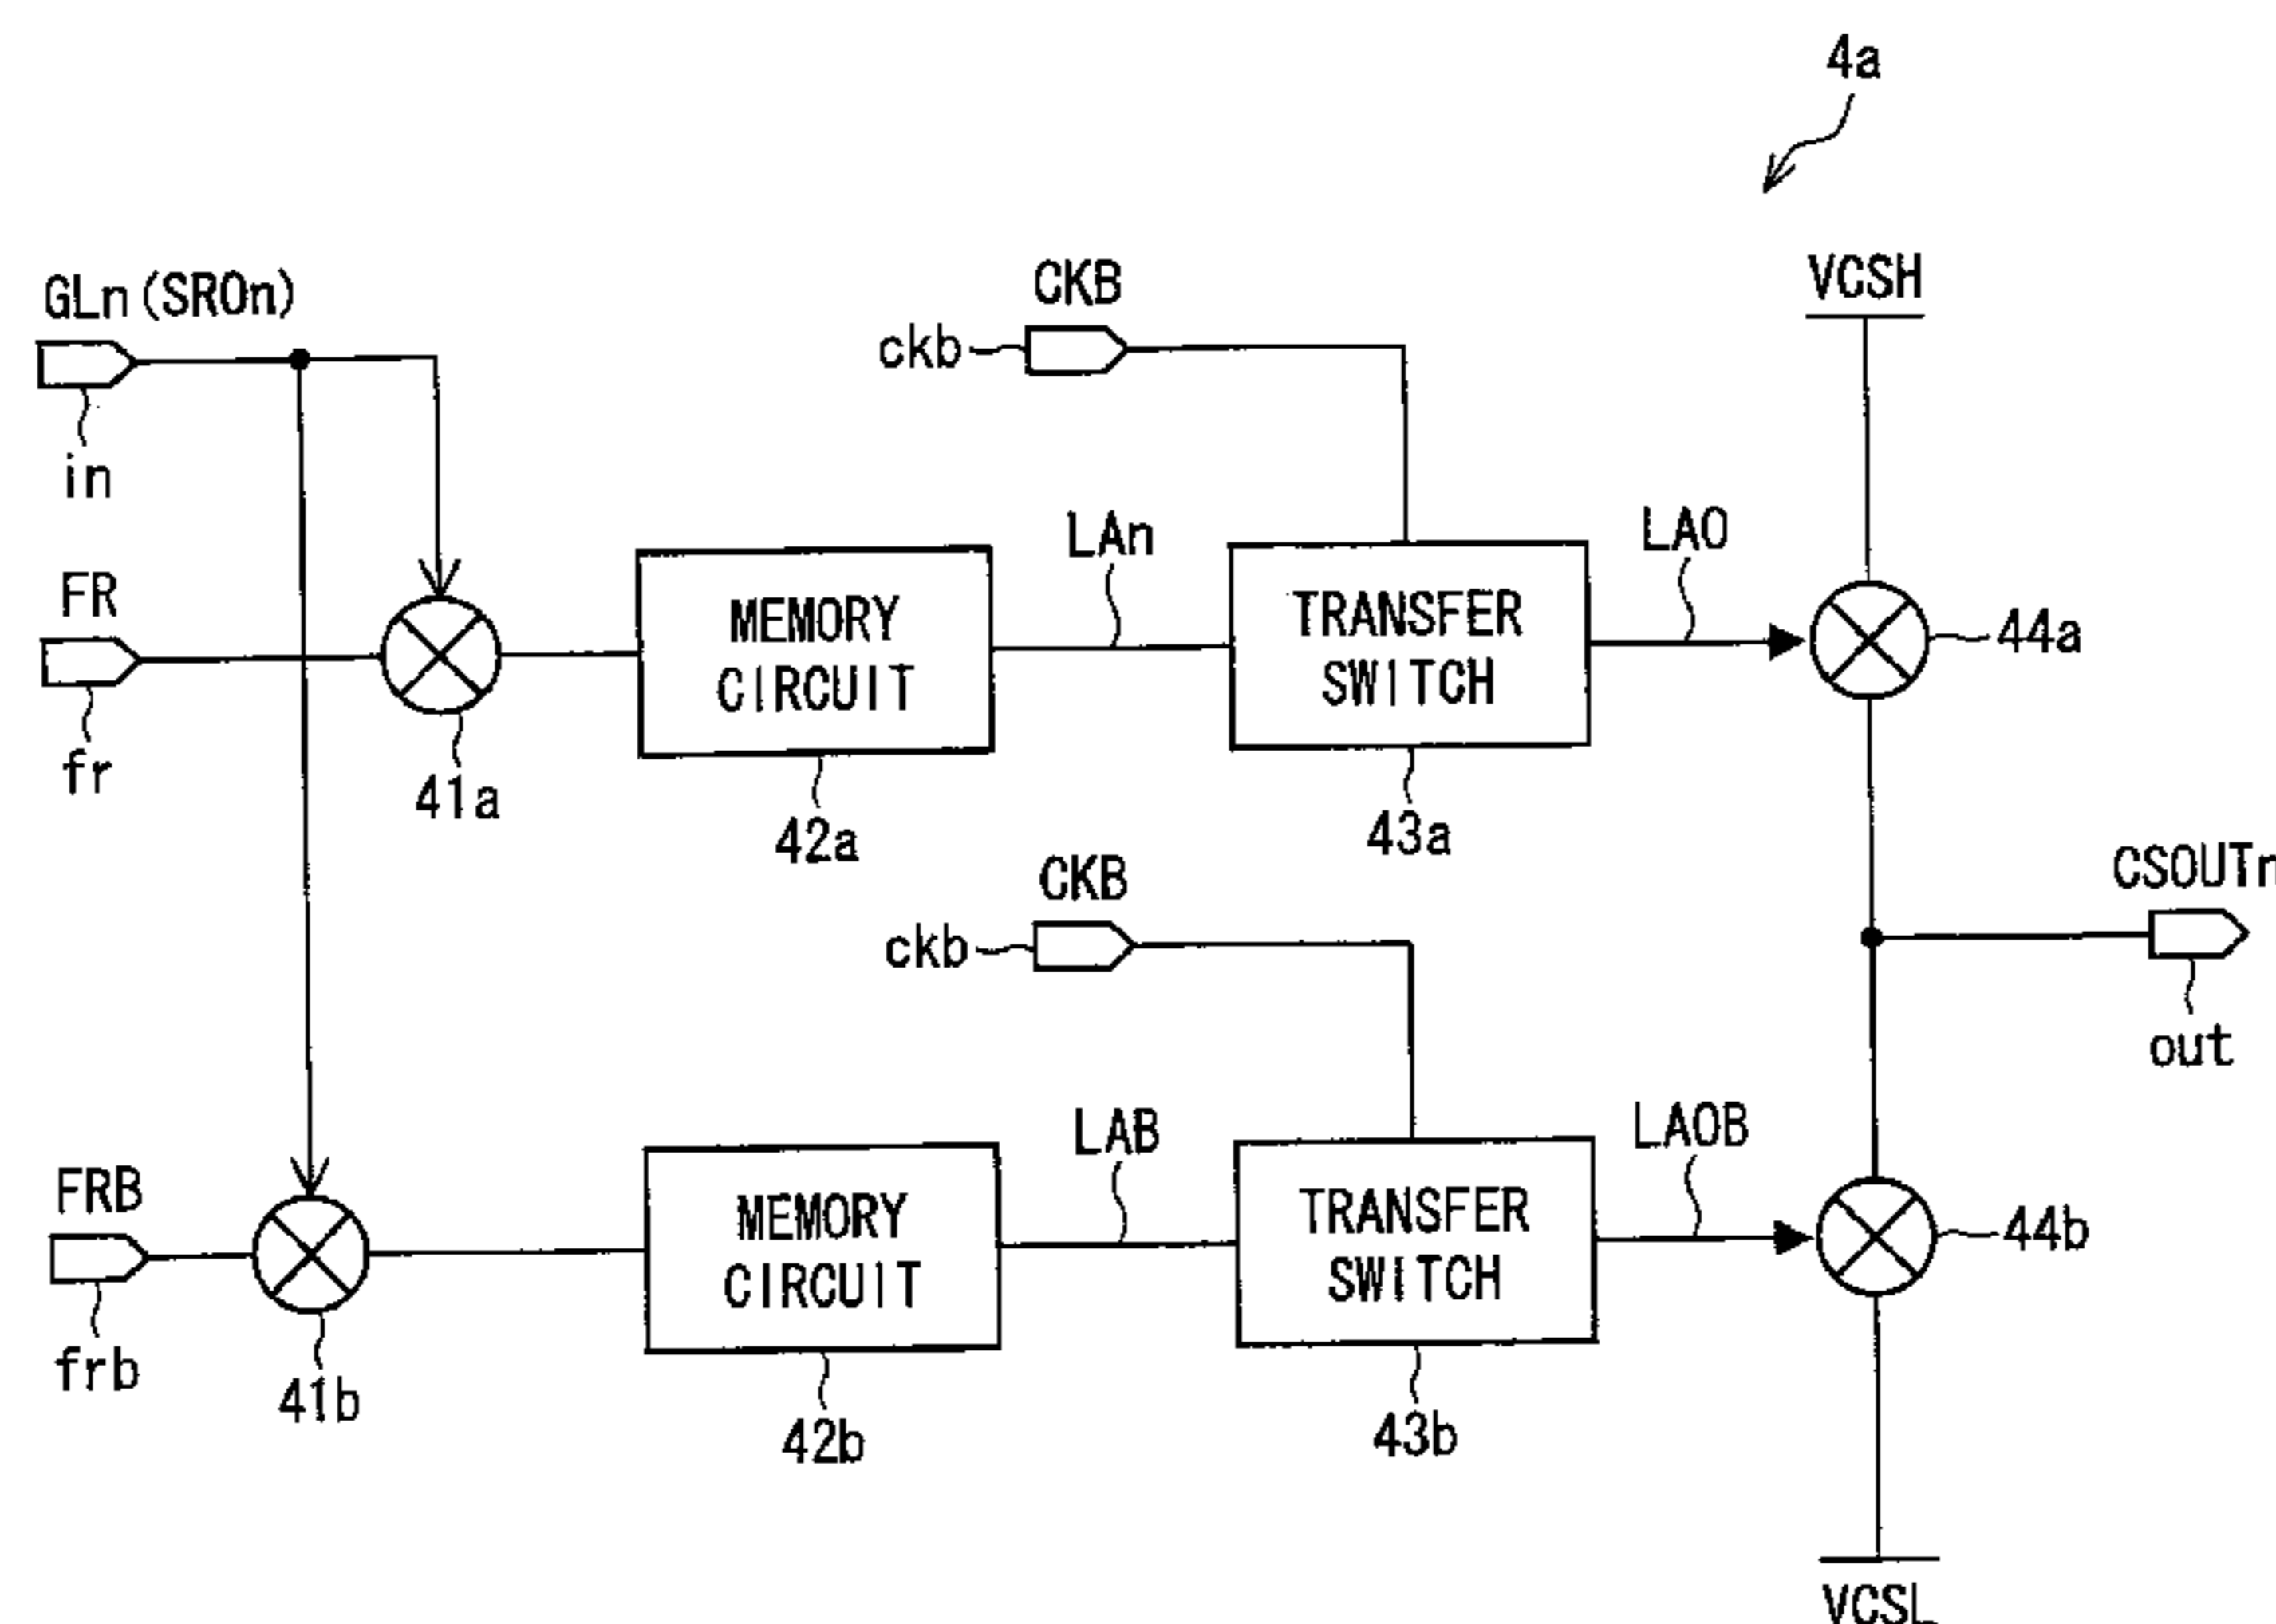 4a
VCSH
CKB
GLn(SROn)
ckb
in
LAn
LAO
FR
MEMORY
CIRCUIT
TRANSFER
SWITCH
44a
fr
41a
42a
43a
CKB
CSOUTn
ckb
out
LAB
LAOB
FRB
MEMORY
CIRCUIT
TRANSFER
SWITCH
44b
frb
41b
42b
43b
VCSL